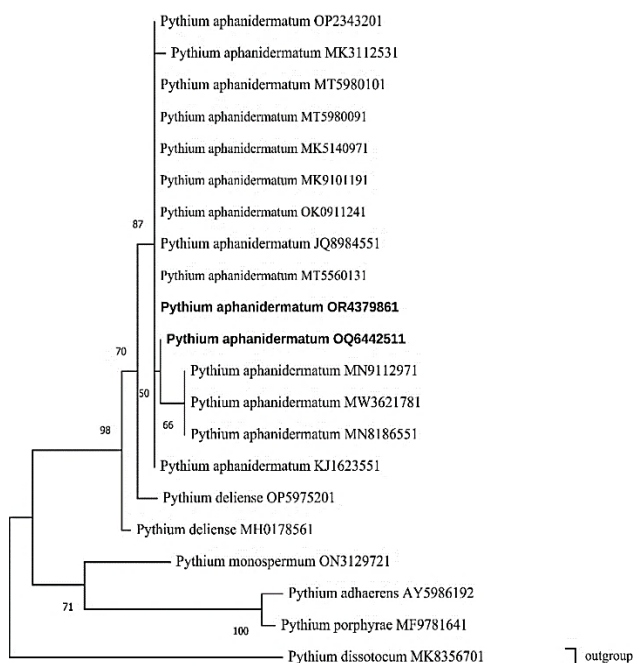 Pythium aphanidermatum OP2343201
Pythium aphanidermatum MK3112531
Pythium aphanidermatum MT5980101
Pythium aphanidermatum MT5980091
Pythium aphanidermatum MK5140971
Pythium aphanidermatum MK9101191
Pythium aphanidermatum OK0911241
87
Pythium aphanidermatum JQ8984551
Pythium aphanidermatum MT5560131
Pythium aphanidermatum OR4379861
Pythium aphanidermatum OQ6442511
70
Pythium aphanidermatum MN9112971
50
Pythium aphanidermatum MW3621781
66
98
Pythium aphanidermatum MN8186551
Pythium aphanidermatum KJ1623551
Pythium deliense OP5975201
Pythium deliense MH0178561
Pythium monospermum ON3129721
Pythium adhaerens AY5986192
71
Pythium porphyrae MF9781641
100
Pythium dissotocum MK8356701
outgroup